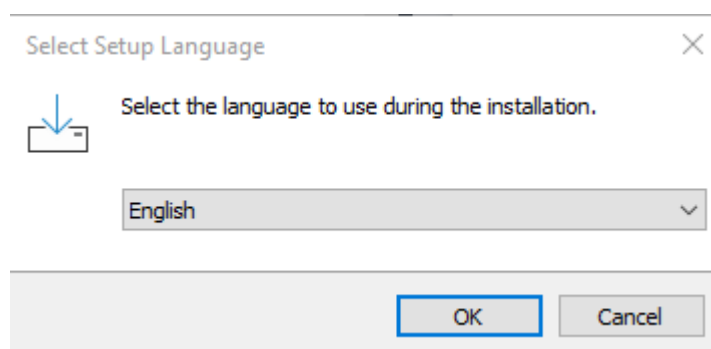 Select Setup Language
Select the language to use during the installation.
English
OK
Cancel